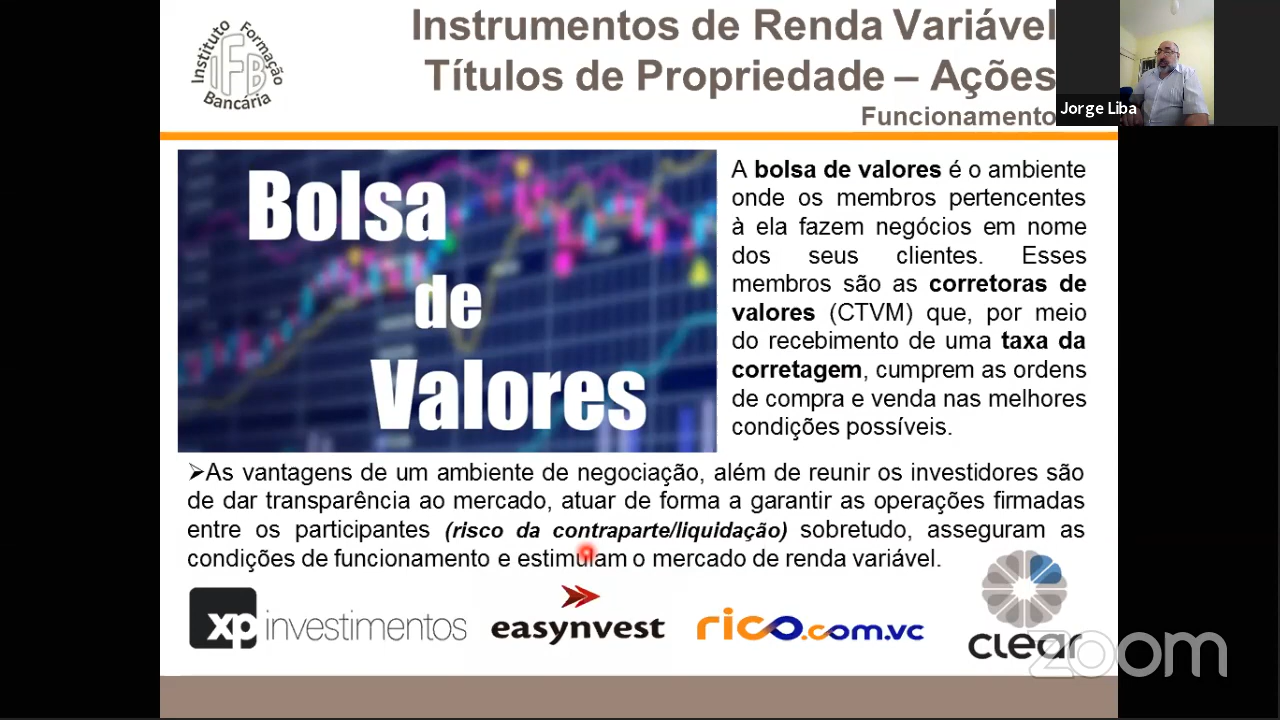 Instituto Formação
IFB
Bancária
Instrumentos de Renda Variável
Títulos de Propriedade – Ações
Funcionamento
Jorge Liba
Bolsa
de
Valores
A bolsa de valores é o ambiente
onde os membros pertencentes
à ela fazem negócios em nome
dos seus clientes. Esses
membros são as corretoras de
valores (CTVM) que, por meio
do recebimento de uma taxa da
corretagem, cumprem as ordens
de compra e venda nas melhores
condições possíveis.
➢As vantagens de um ambiente de negociação, além de reunir os investidores são
de dar transparência ao mercado, atuar de forma a garantir as operações firmadas
entre os participantes (risco da contraparte/liquidação) sobretudo, asseguram as
condições de funcionamento e estimulam o mercado de renda variável.
xp investimentos
easynvest
rico.com.vc
clear
zoom